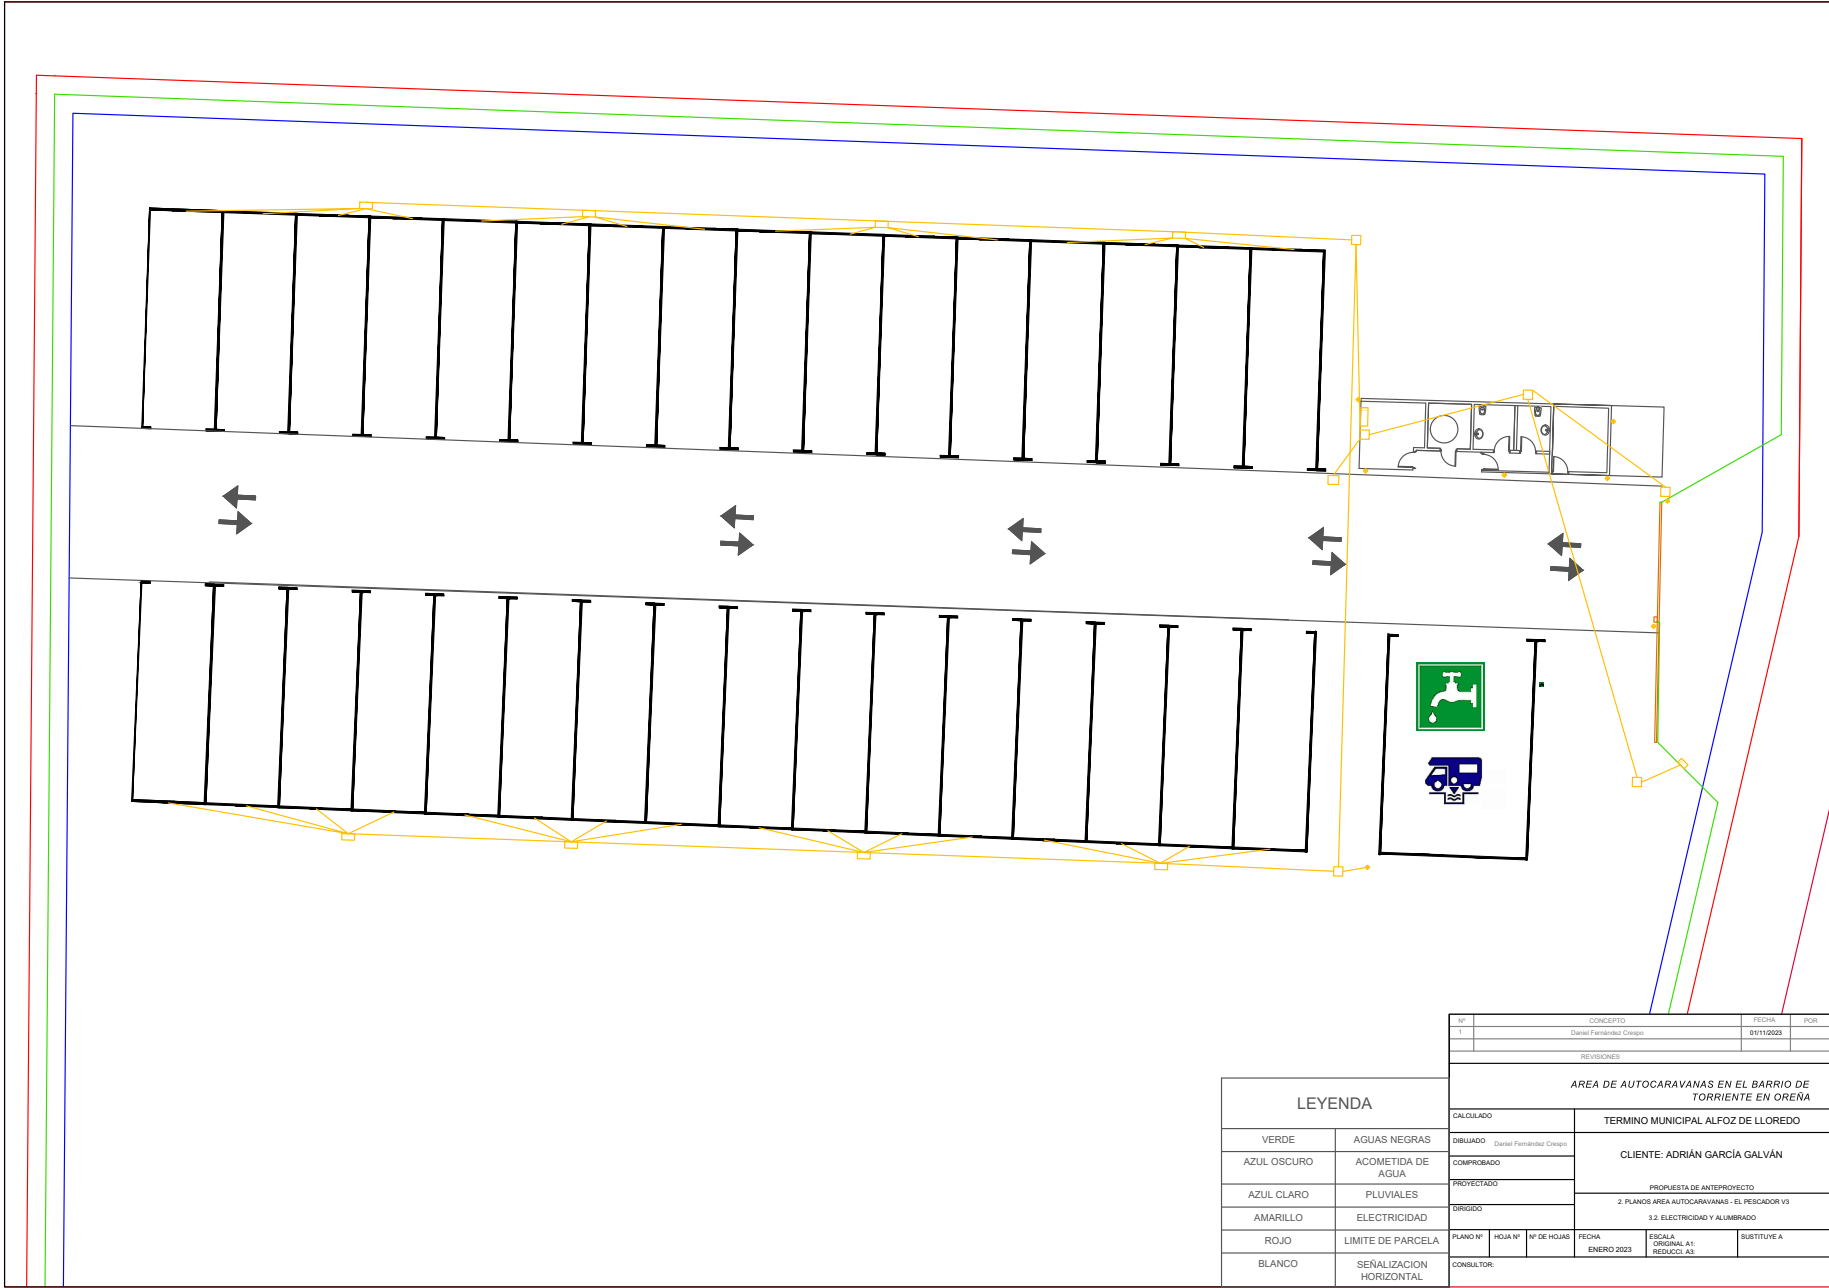 Nº CONCEPTO FECHA POR
1 Daniel Fernández Crespo 01/11/2023
REVISIONES
AREA DE AUTOCARAVANAS EN EL BARRIO DE
TORRIENTE EN OREÑA
CALCULADO
TERMINO MUNICIPAL ALFOZ DE LLOREDO
DIBUJADO Daniel Fernández Crespo
CLIENTE: ADRIÁN GARCÍA GALVÁN
COMPROBADO
PROYECTADO
PROPUESTA DE ANTEPROYECTO
2. PLANOS AREA AUTOCARAVANAS - EL PESCADOR V3
DIRIGIDO
3.2. ELECTRICIDAD Y ALUMBRADO
PLANO Nº HOJA Nº Nº DE HOJAS FECHA ESCALA SUSTITUYE A
ORIGINAL A1:
ENERO 2023
REDUCCI. A3:
CONSULTOR:
LEYENDA
VERDE AGUAS NEGRAS
AZUL OSCURO ACOMETIDA DE
AGUA
AZUL CLARO PLUVIALES
AMARILLO ELECTRICIDAD
ROJO LIMITE DE PARCELA
BLANCO SEÑALIZACION
HORIZONTAL